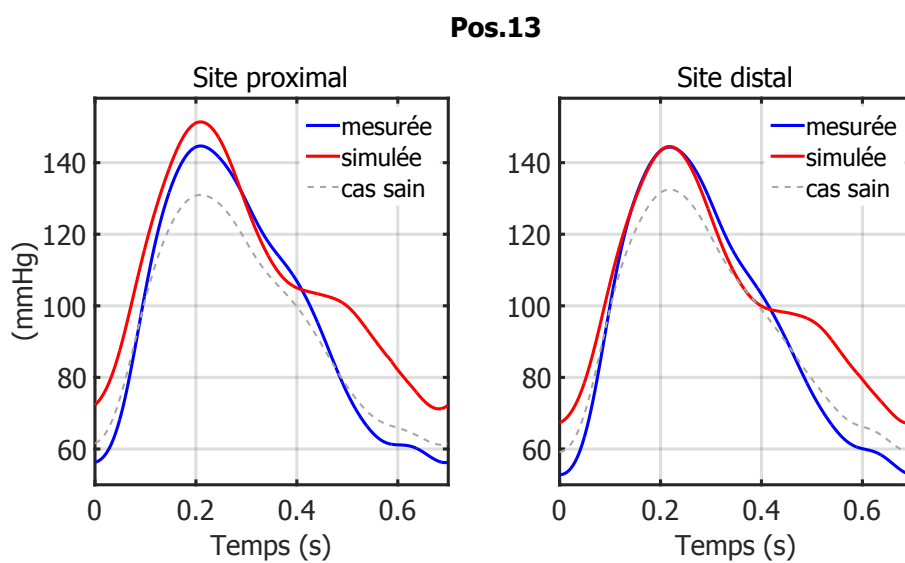 Pos.13
Site proximal
(mmHg)
140
120
100
80
60
mesurée
simulée
cas sain
0
0.2
0.4
0.6
Temps (s)
Site distal
140
120
100
80
60
mesurée
simulée
cas sain
0
0.2
0.4
0.6
Temps (s)